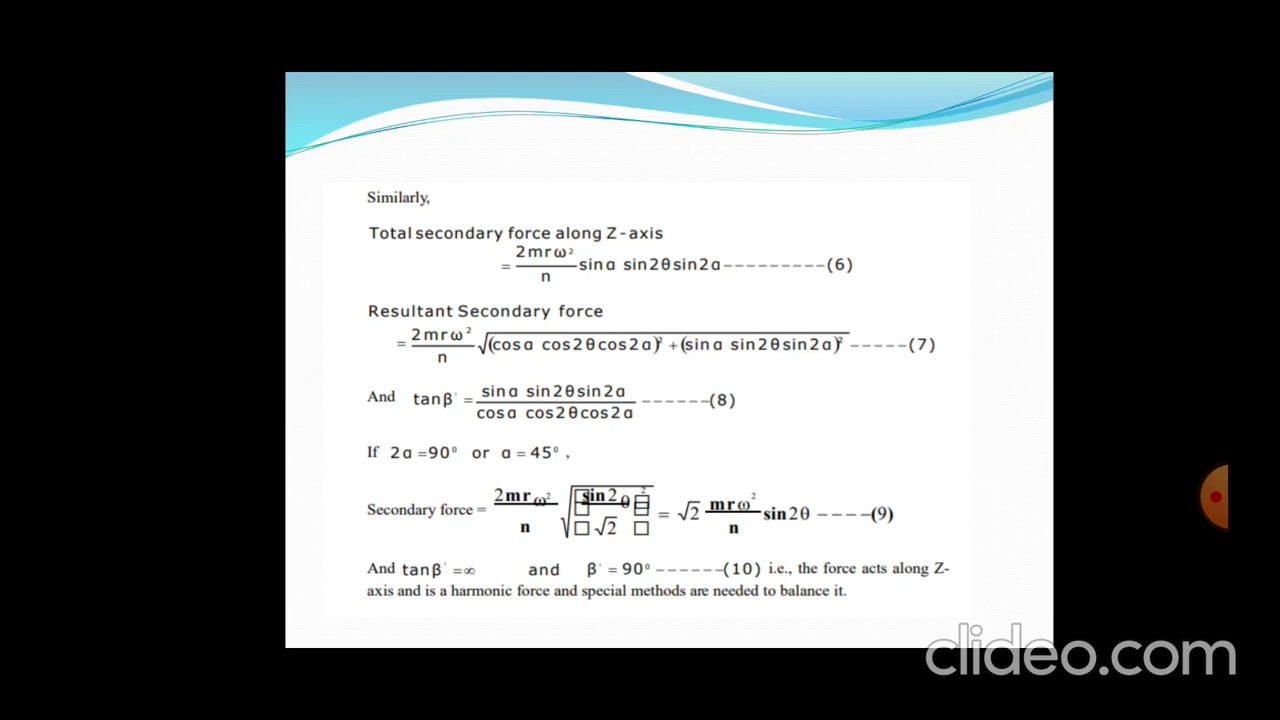 Similarly,
Total secondary force along Z-axis
= 2mrω²/n sinα sin2θ sin2α ---------(6)
Resultant Secondary force
= 2mrω²/n √(cosα cos2θ cos2α)² + (sinα sin2θ sin2α)² -----(7)
And tanβ' = sinα sin2θ sin2α / cosα cos2θ cos2α ------(8)
If 2α =90° or α = 45° ,
Secondary force = 2mrω²/n √(sin2θ/√2)² = √2 mrω²/n sin2θ ----(9)
And tanβ' =∞ and β' = 90° ------(10) i.e., the force acts along Z-
axis and is a harmonic force and special methods are needed to balance it.
clideo.com